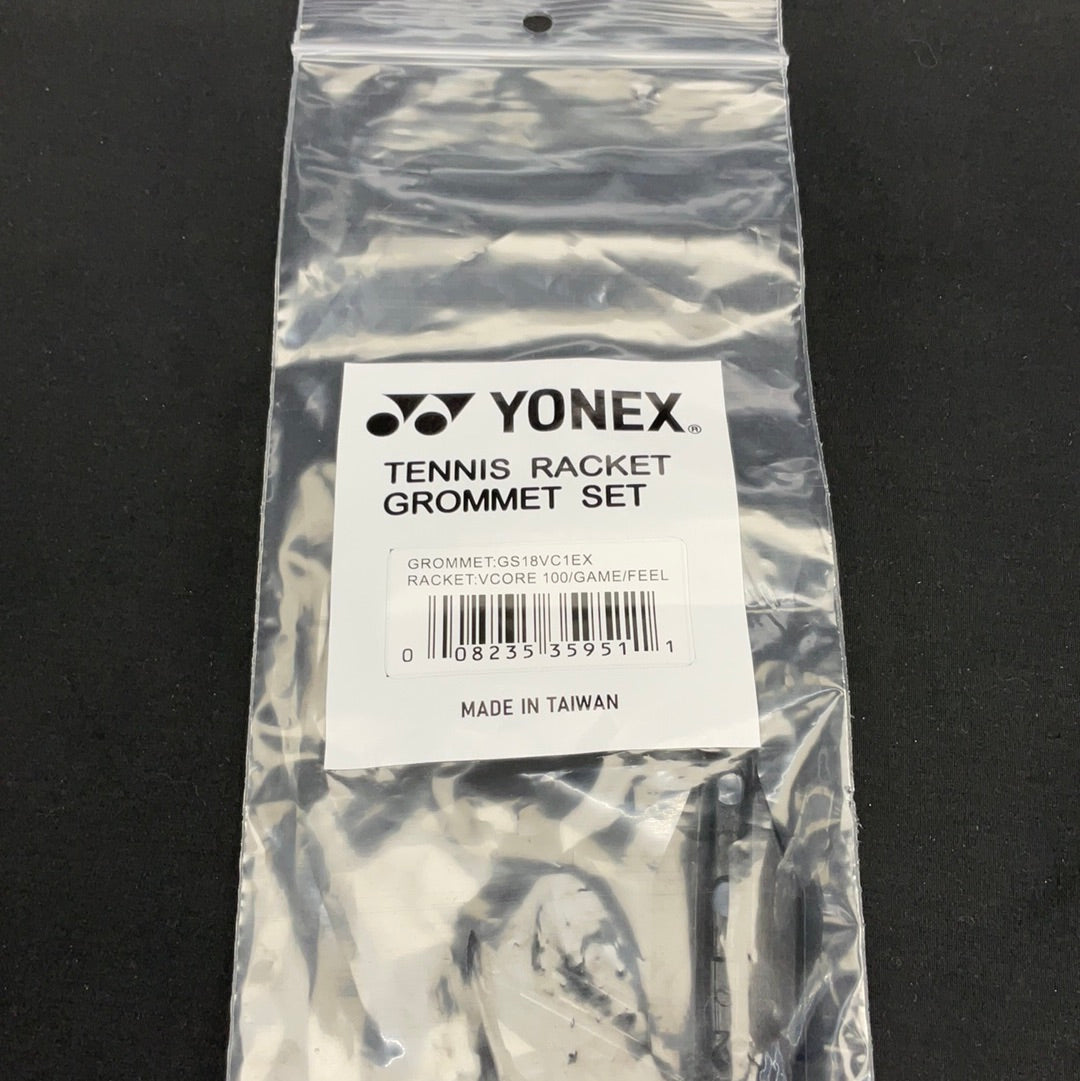 YONEX®
TENNIS RACKET
GROMMET SET
GROMMET:GS18VC1EX
RACKET:VCORE 100/GAME/FEEL
0 08235 35951 1
MADE IN TAIWAN